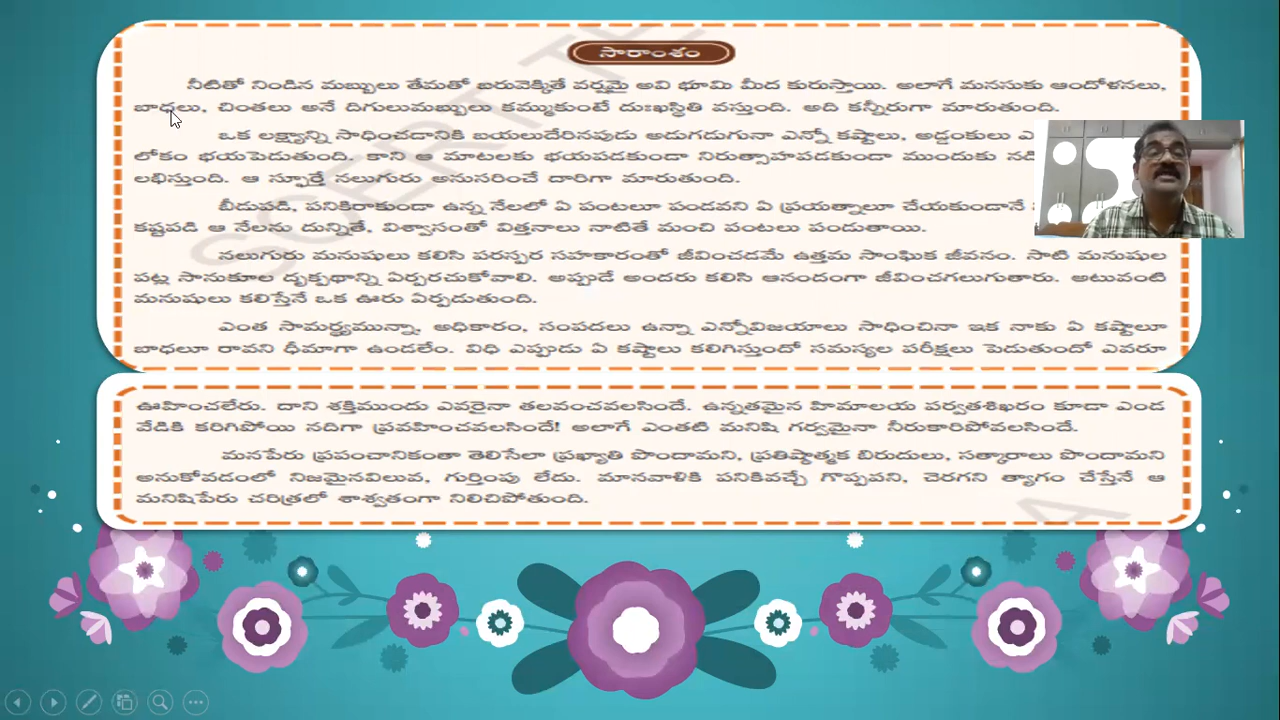 సారాంశం
నీటితో నిండిన మబ్బులు తేమతో బరువెక్కితే వర్షమై అవి భూమి మీద కురుస్తాయి. అలాగే మనసుకు ఆందోళనలు,
బాధలు, చింతలు అనే దిగులుమబ్బులు కమ్ముకుంటే దుఃఖస్థితి వస్తుంది. అది కన్నీరుగా మారుతుంది.
ఒక లక్ష్యాన్ని సాధించడానికి బయలుదేరినపుడు అడుగదుగునా ఎన్నో కష్టాలు, అడ్డంకులు
లోకం భయపెడుతుంది. కాని ఆ మాటలకు భయపడకుండా నిరుత్సాహపడకుండా ముందుకు
లభిస్తుంది. ఆ స్ఫూర్తే నలుగురు అనుసరించే దారిగా మారుతుంది.
బీడుపడి, పనికిరాకుండా ఉన్న నేలలో ఏ పంటలూ పండవని ఏ ప్రయత్నాలూ చేయకుండానే
కష్టపడి ఆ నేలను దున్నితే, విశ్వాసంతో విత్తనాలు నాటితే మంచి పంటలు పండుతాయి.
నలుగురు మనుషులు కలిసి పరస్పర సహకారంతో జీవించడమే ఉత్తమ సాంఘిక జీవనం. సాటి మనుషుల
పట్ల సానుకూల దృక్పథాన్ని ఏర్పరచుకోవాలి. అప్పుడే అందరు కలిసి ఆనందంగా జీవించగలుగుతారు. అటువంటి
మనుషులు కలిస్తేనే ఒక ఊరు ఏర్పడుతుంది.
ఎంత సామర్థ్యమున్నా, అధికారం, సంపదలు ఉన్నా ఎన్నోవిజయాలు సాధించినా ఇక నాకు ఏ కష్టాలూ
బాధలూ రావని ధీమాగా ఉండలేం. విధి ఎప్పుడు ఏ కష్టాలు కలిగిస్తుందో సమస్యల పరీక్షలు పెడుతుందో ఎవరూ
ఊహించలేరు. దాని శక్తిముందు ఎవరైనా తలవంచవలసిందే. ఉన్నతమైన హిమాలయ పర్వతశిఖరం కూడా ఎండ
వేడికి కరిగిపోయి నదిగా ప్రవహించవలసిందే! అలాగే ఎంతటి మనిషి గర్వమైనా నీరుకారిపోవలసిందే.
మనపేరు ప్రపంచానికంతా తెలిసేలా ప్రఖ్యాతి పొందామని, ప్రతిష్ఠాత్మక బిరుదులు, సత్కారాలు పొందామని
అనుకోవడంలో నిజమైనవిలువ, గుర్తింపు లేదు. మానవాళికి పనికివచ్చే గొప్పవని, చెరగని త్యాగం చేస్తేనే ఆ
మనిషిపేరు చరిత్రలో శాశ్వతంగా నిలిచిపోతుంది.